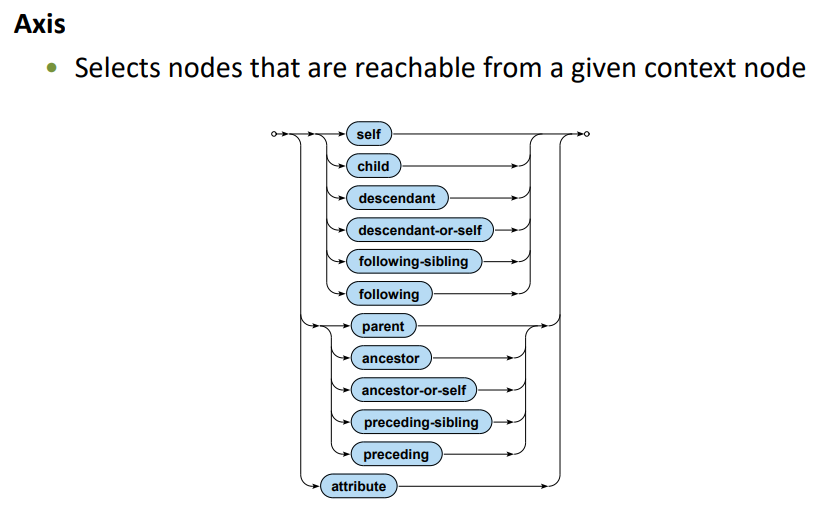 Axis
• Selects nodes that are reachable from a given context node
self
child
descendant
descendant-or-self
following-sibling
following
parent
ancestor
ancestor-or-self
preceding-sibling
preceding
attribute